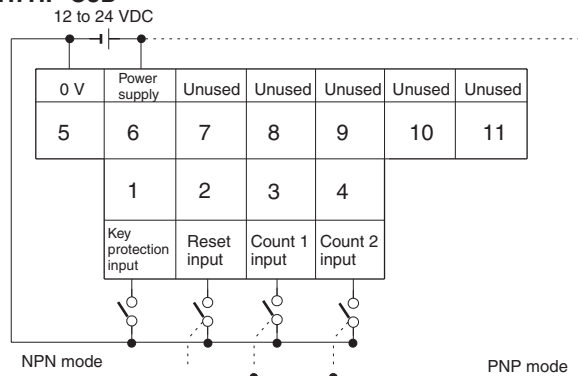 12 to 24 VDC
0 V
Power
supply
Unused
Unused
Unused
Unused
Unused
5
6
7
8
9
10
11
1
2
3
4
Key
protection
input
Reset
input
Count 1
input
Count 2
input
NPN mode
PNP mode